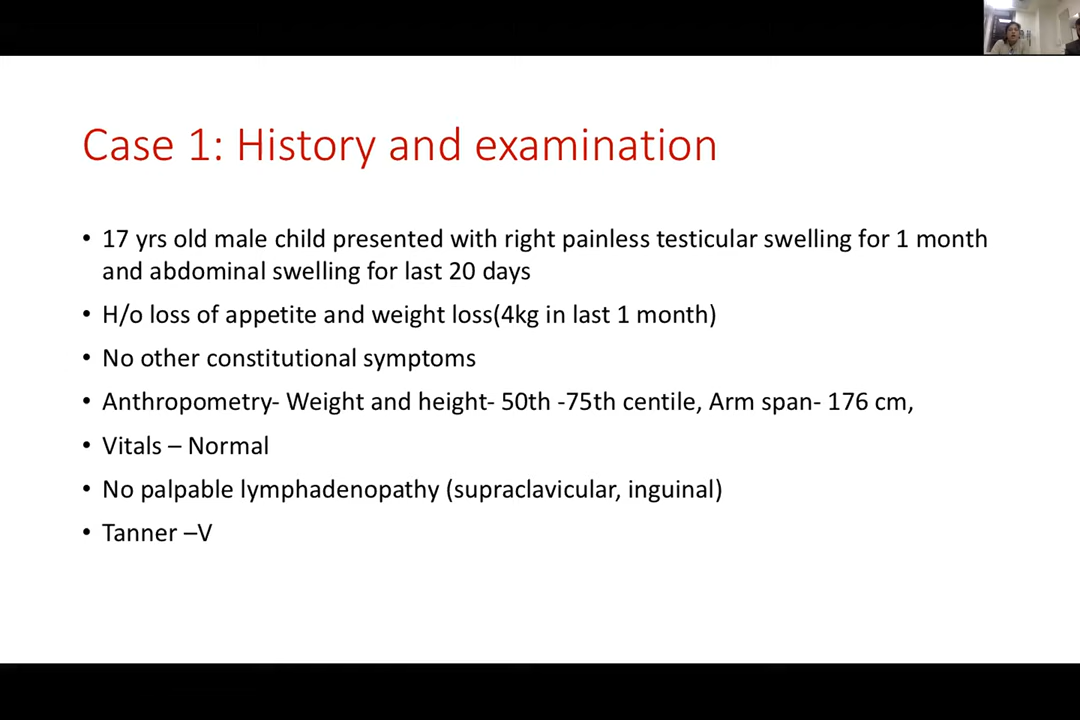 Case 1: History and examination
• 17 yrs old male child presented with right painless testicular swelling for 1 month
and abdominal swelling for last 20 days
• H/o loss of appetite and weight loss(4kg in last 1 month)
• No other constitutional symptoms
• Anthropometry- Weight and height- 50th -75th centile, Arm span- 176 cm,
• Vitals – Normal
• No palpable lymphadenopathy (supraclavicular, inguinal)
• Tanner –V